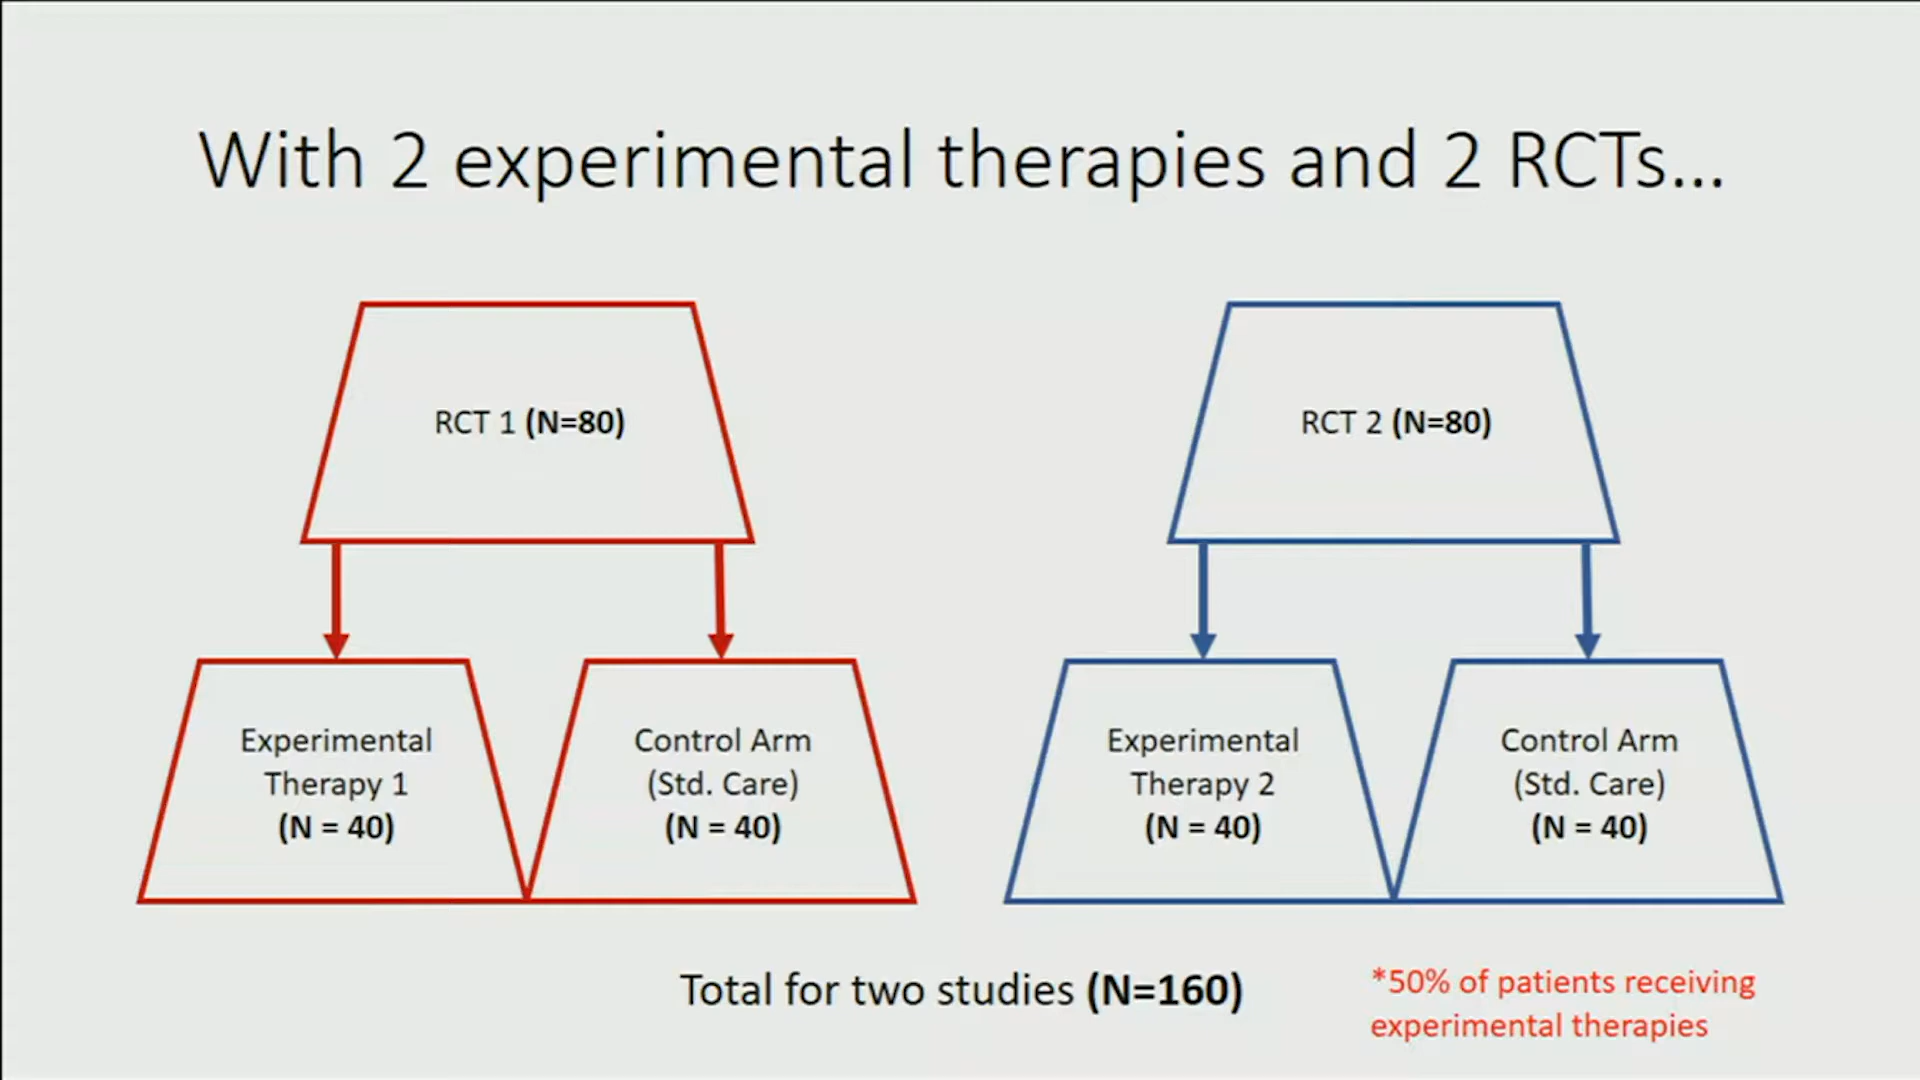 With 2 experimental therapies and 2 RCTs...
RCT 1 (N=80)
RCT 2 (N=80)
Experimental
Therapy 1
(N = 40)
Control Arm
(Std. Care)
(N = 40)
Experimental
Therapy 2
(N = 40)
Control Arm
(Std. Care)
(N = 40)
Total for two studies (N=160)
*50% of patients receiving
experimental therapies